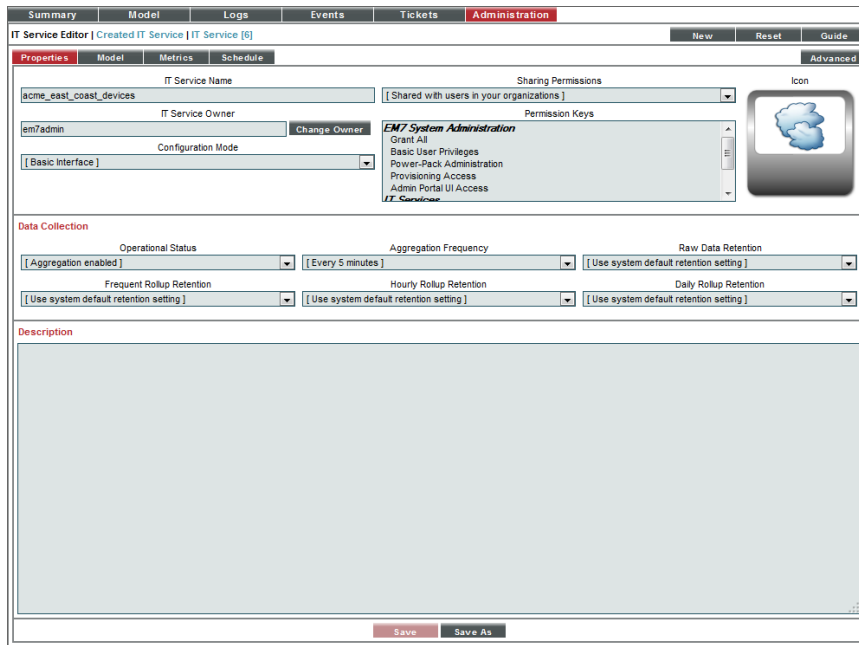 Summary Model Logs Events Tickets Administration
IT Service Editor | Created IT Service | IT Service [6] New Reset Guide
Properties Model Metrics Schedule Advanced
IT Service Name Sharing Permissions Icon
acme_east_coast_devices [ Shared with users in your organizations ]
IT Service Owner Permission Keys
em7admin Change Owner EM7 System Administration
Grant All
Configuration Mode Basic User Privileges
[ Basic Interface ] Power-Pack Administration
Provisioning Access
Admin Portal UI Access
IT Services
Data Collection
Operational Status Aggregation Frequency Raw Data Retention
[ Aggregation enabled ] [ Every 5 minutes ] [ Use system default retention setting ]
Frequent Rollup Retention Hourly Rollup Retention Daily Rollup Retention
[ Use system default retention setting ] [ Use system default retention setting ] [ Use system default retention setting ]
Description
Save Save As